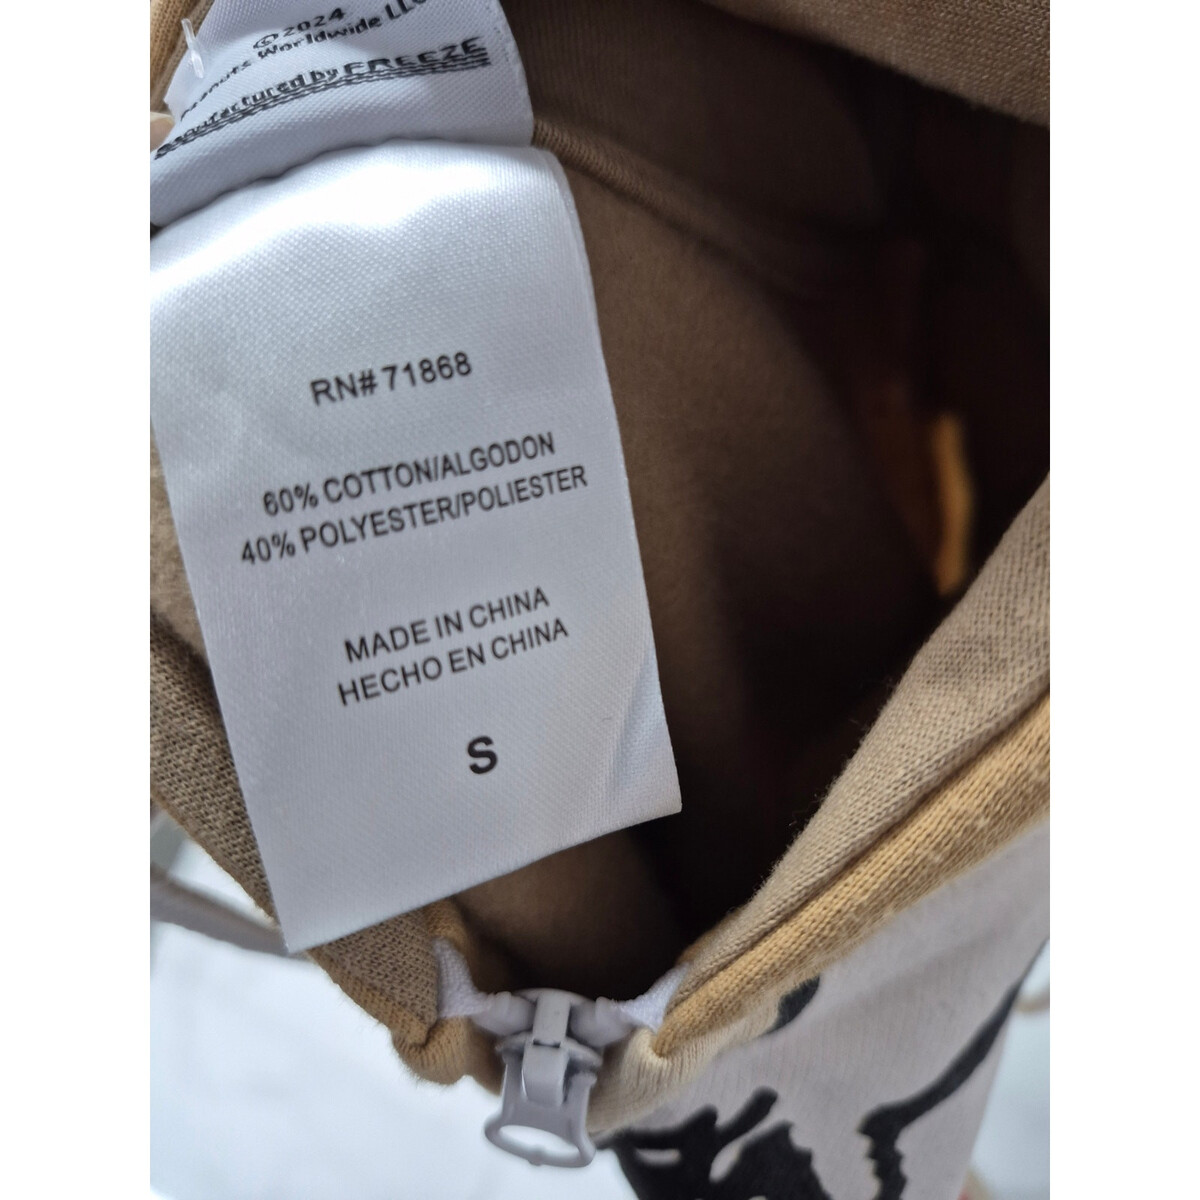 ©2024
Peanuts Worldwide LLC
Manufactured by FREEZE
RN# 71868
60% COTTON/ALGODON
40% POLYESTER/POLIESTER
MADE IN CHINA
HECHO EN CHINA
S